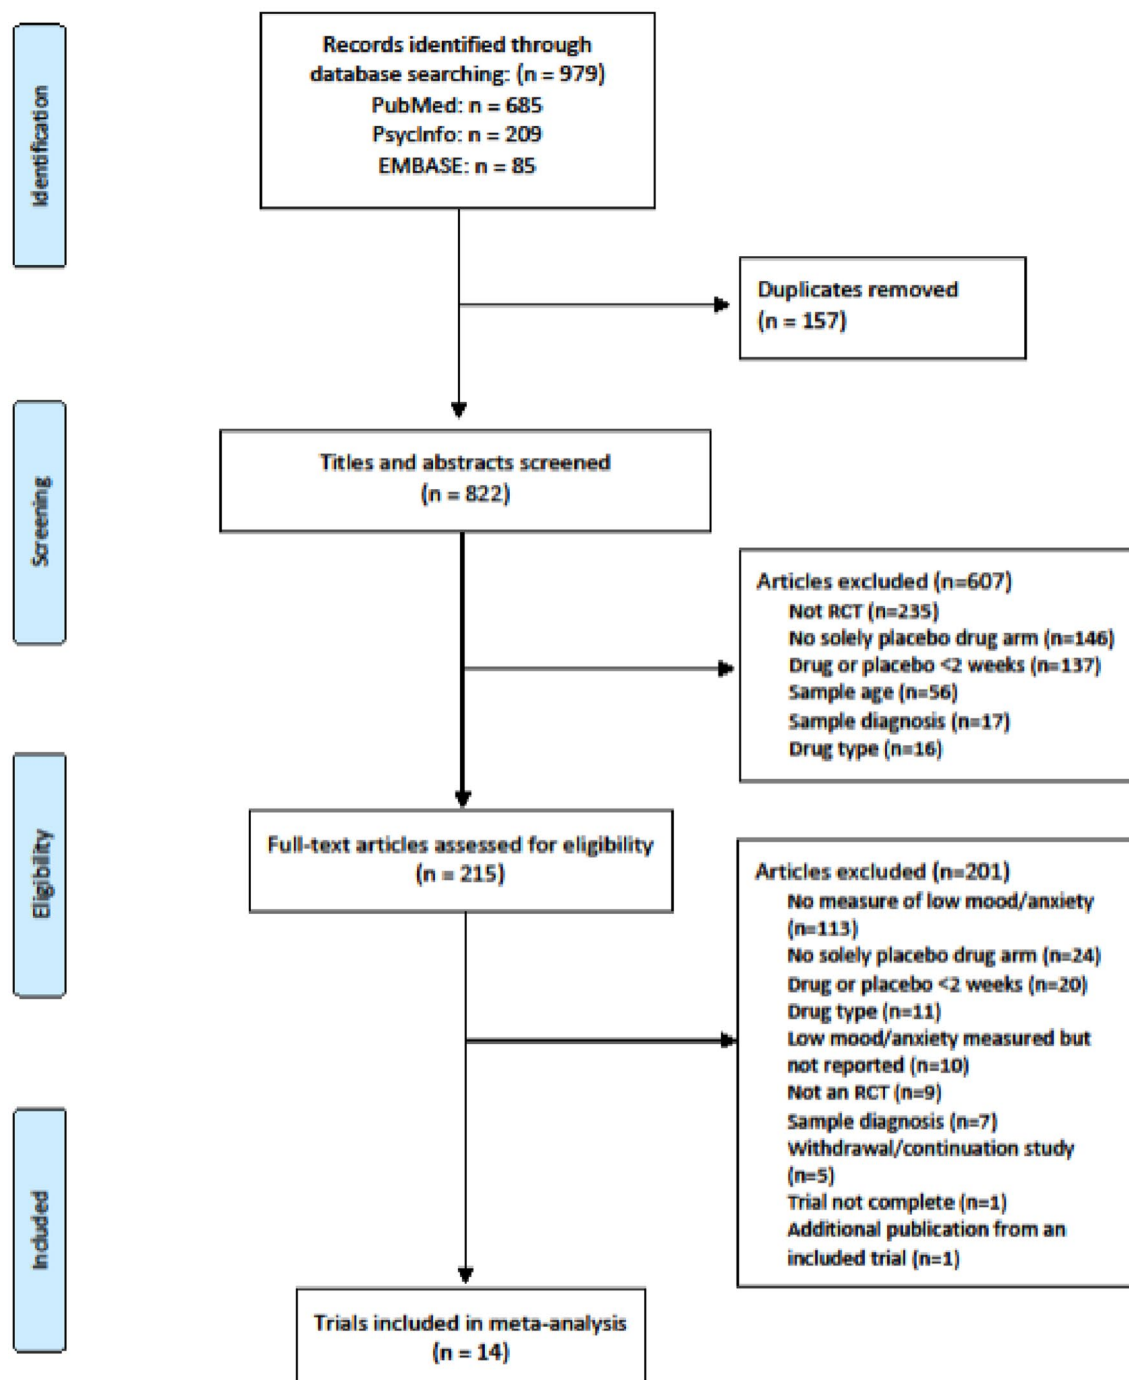 Identification
Records identified through
database searching: (n = 979)
PubMed: n = 685
PsycInfo: n = 209
EMBASE: n = 85
Duplicates removed
(n = 157)
Screening
Titles and abstracts screened
(n = 822)
Articles excluded (n=607)
Not RCT (n=235)
No solely placebo drug arm (n=146)
Drug or placebo <2 weeks (n=137)
Sample age (n=56)
Sample diagnosis (n=17)
Drug type (n=16)
Eligibility
Full-text articles assessed for eligibility
(n = 215)
Articles excluded (n=201)
No measure of low mood/anxiety
(n=113)
No solely placebo drug arm (n=24)
Drug or placebo <2 weeks (n=20)
Drug type (n=11)
Low mood/anxiety measured but
not reported (n=10)
Not an RCT (n=9)
Sample diagnosis (n=7)
Withdrawal/continuation study
(n=5)
Trial not complete (n=1)
Additional publication from an
included trial (n=1)
Included
Trials included in meta-analysis
(n = 14)